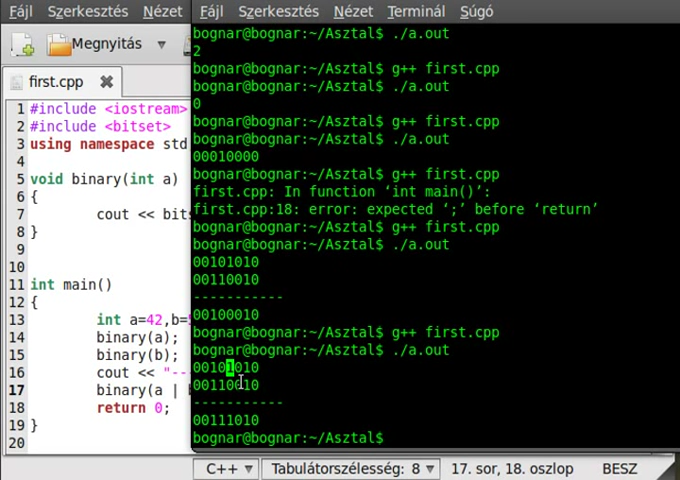 Fájl Szerkesztés Nézet
Megnyitás
first.cpp
1 #include <iostream>
2 #include <bitset>
3 using namespace std
4
5 void binary(int a)
6 {
7 cout << bits
8 }
9
10
11 int main()
12 {
13 int a=42,b=5
14 binary(a);
15 binary(b);
16 cout << "--
17 binary(a |
18 return 0;
19 }
20
Fájl Szerkesztés Nézet Terminál Súgó
bognar@bognar:~/Asztal$ ./a.out
2
bognar@bognar:~/Asztal$ g++ first.cpp
bognar@bognar:~/Asztal$ ./a.out
0
bognar@bognar:~/Asztal$ g++ first.cpp
bognar@bognar:~/Asztal$ ./a.out
00010000
bognar@bognar:~/Asztal$ g++ first.cpp
first.cpp: In function ‘int main()’:
first.cpp:18: error: expected ‘;’ before ‘return’
bognar@bognar:~/Asztal$ g++ first.cpp
bognar@bognar:~/Asztal$ ./a.out
00101010
00110010
-----------
00100010
bognar@bognar:~/Asztal$ g++ first.cpp
bognar@bognar:~/Asztal$ ./a.out
00101010
00110010
-----------
00111010
bognar@bognar:~/Asztal$
C++ Tabulátorszélesség: 8 17. sor, 18. oszlop BESZ